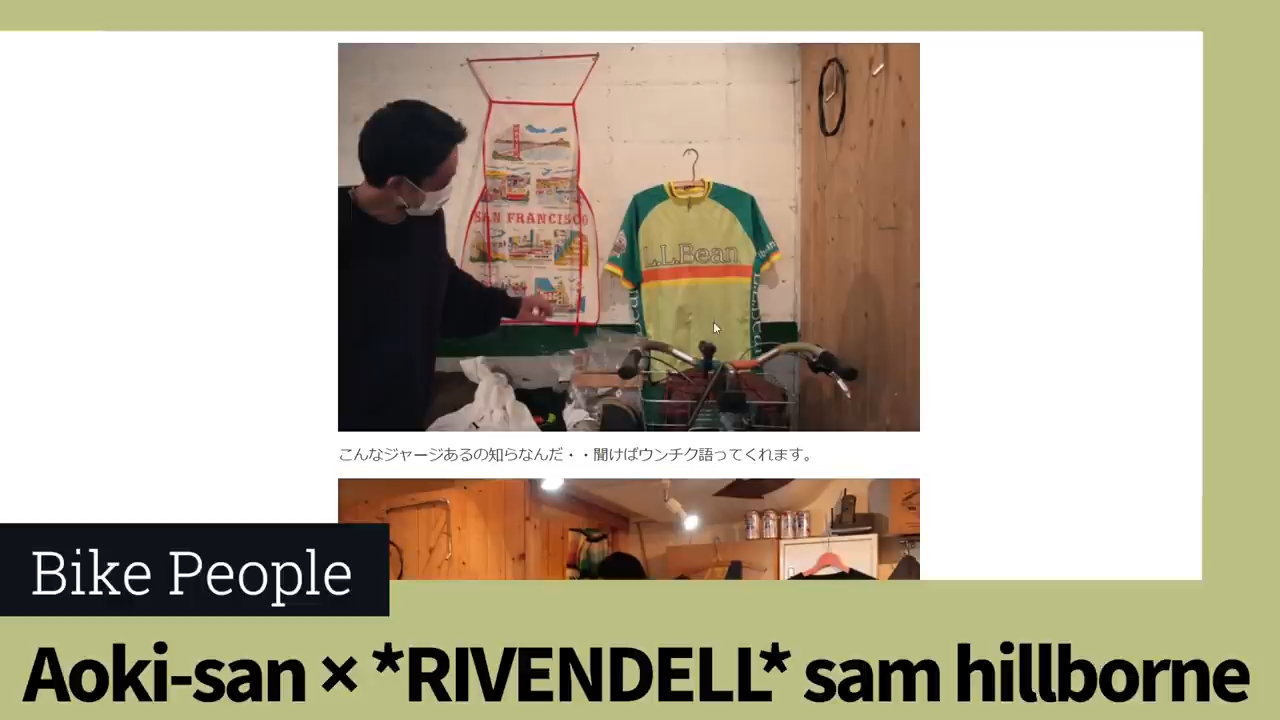 SAN FRANCISCO
L.L.Bean
こんなジャージあるの知らなんだ・・聞けばウンチク語ってくれます。
Bike People
Aoki-san × *RIVENDELL* sam hillborne